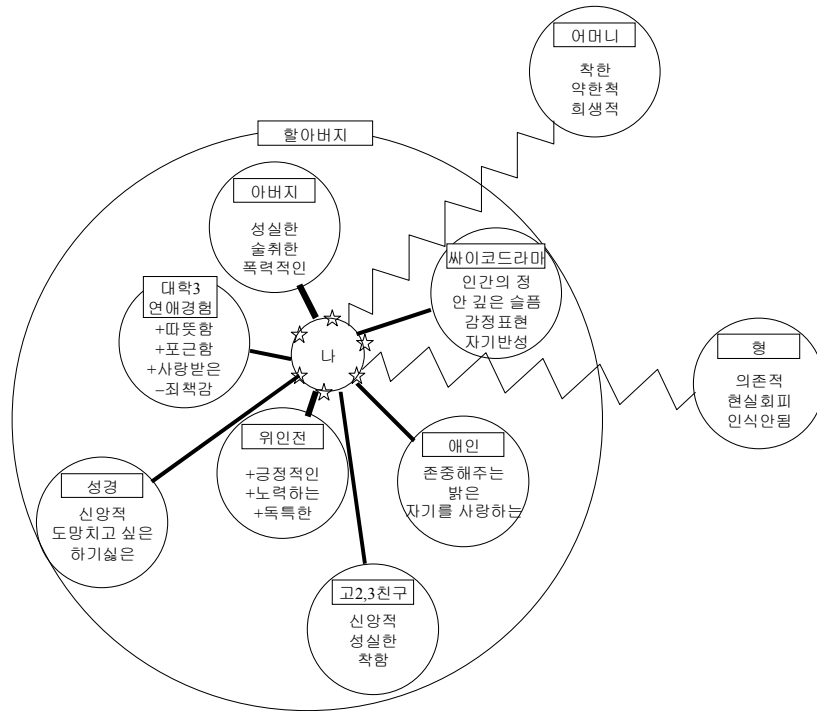 어머니
착한
약한척
희생적
할아버지
아버지
성실한
술취한
폭력적인
싸이코드라마
인간의 정
안 깊은 슬픔
감정표현
자기반성
대학3
연애경험
+따뜻함
+포근함
+사랑받은
−죄책감
나
형
의존적
현실회피
인식안됨
위인전
+긍정적인
+노력하는
+독특한
애인
존중해주는
밝은
자기를 사랑하는
성경
신앙적
도망치고 싶은
하기싫은
고2,3친구
신앙적
성실한
착함